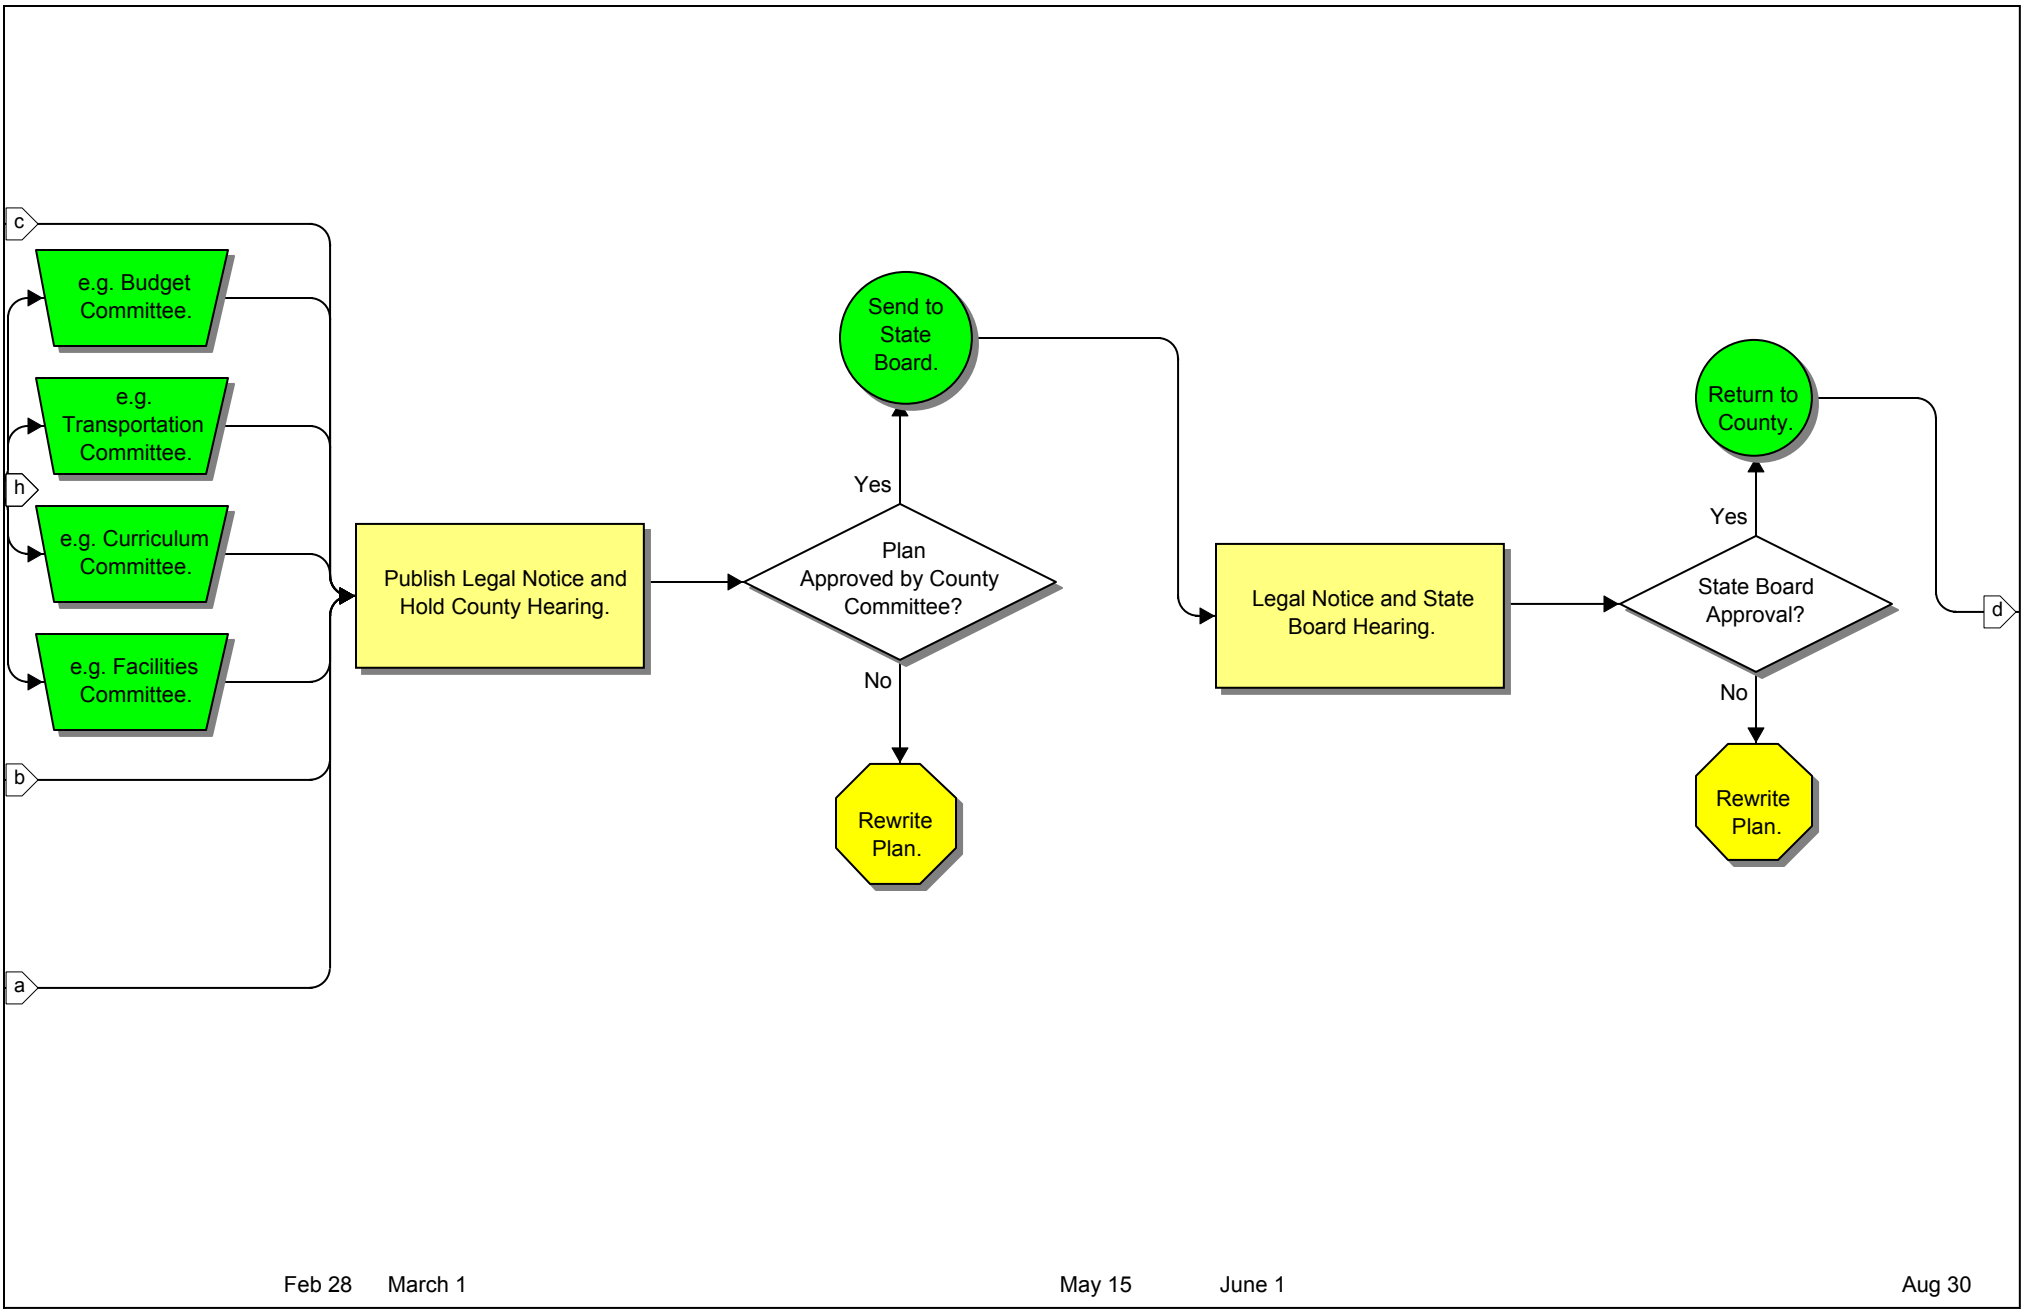 c
e.g. Budget
Committee.
e.g.
Transportation
Committee.
h
e.g. Curriculum
Committee.
e.g. Facilities
Committee.
b
a
Publish Legal Notice and
Hold County Hearing.
Send to
State
Board.
Yes
Plan
Approved by County
Committee?
No
Rewrite
Plan.
Legal Notice and State
Board Hearing.
Return to
County.
Yes
State Board
Approval?
No
Rewrite
Plan.
d
Feb 28 March 1 May 15 June 1 Aug 30